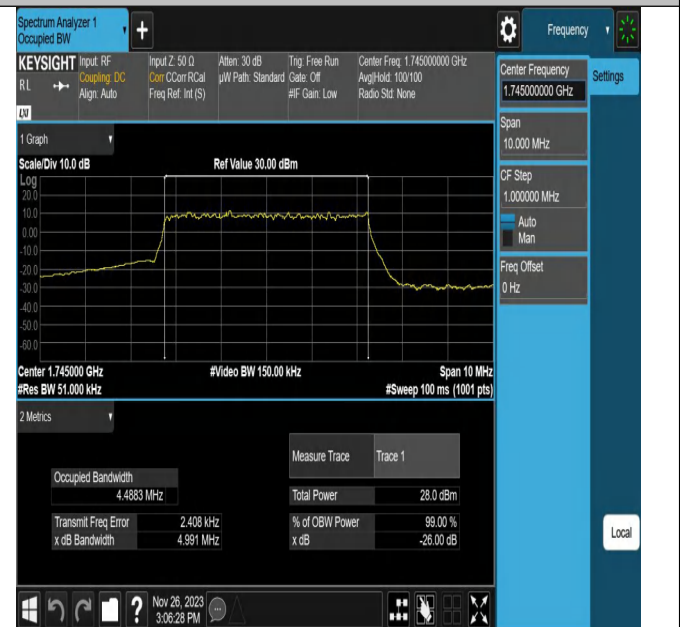 Spectrum Analyzer 1
Occupied BW
+
Frequency
KEYSIGHT
R L
LXI
Input: RF
Coupling: DC
Align: Auto
Input Z: 50 Ω
Corr CCorr RCal
Freq Ref: Int (S)
Atten: 30 dB
µW Path: Standard
Trig: Free Run
Gate: Off
#IF Gain: Low
Center Freq: 1.745000000 GHz
Avg|Hold: 100/100
Radio Std: None
Center Frequency
1.745000000 GHz
Settings
Span
10.000 MHz
CF Step
1.000000 MHz
Auto
Man
Freq Offset
0 Hz
Local
1 Graph
Scale/Div 10.0 dB
Ref Value 30.00 dBm
Log
20.0
10.0
0.00
-10.0
-20.0
-30.0
-40.0
-50.0
-60.0
Center 1.745000 GHz
#Video BW 150.00 kHz
Span 10 MHz
#Res BW 51.000 kHz
#Sweep 100 ms (1001 pts)
2 Metrics
Measure Trace
Trace 1
Occupied Bandwidth
4.4883 MHz
Total Power
28.0 dBm
Transmit Freq Error
2.408 kHz
% of OBW Power
99.00 %
x dB Bandwidth
4.991 MHz
x dB
-26.00 dB
?
Nov 26, 2023
3:06:28 PM